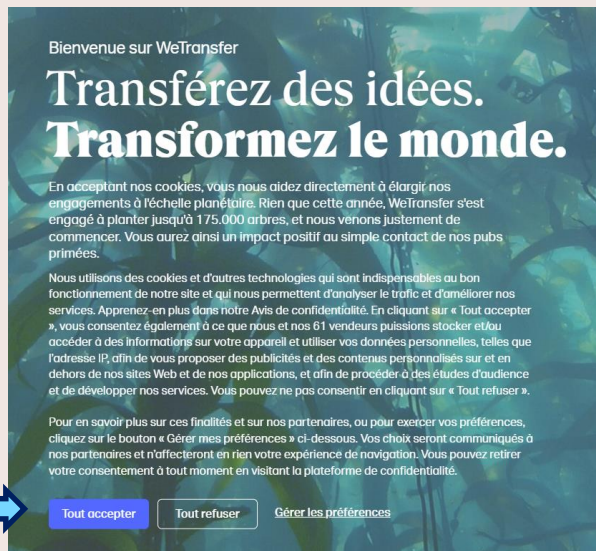 Bienvenue sur WeTransfer
Transférez des idées.
Transformez le monde.
En acceptant nos cookies, vous nous aidez directement à élargir nos
engagements à l'échelle planétaire. Rien que cette année, WeTransfer s'est
engagé à planter jusqu'à 175.000 arbres, et nous venons justement de
commencer. Vous aurez ainsi un impact positif au simple contact de nos pubs
primées.
Nous utilisons des cookies et d'autres technologies qui sont indispensables au bon
fonctionnement de notre site et qui nous permettent d'analyser le trafic et d'améliorer nos
services. Apprenez-en plus dans notre Avis de confidentialité. En cliquant sur « Tout accepter
», vous consentez également à ce que nous et nos 61 vendeurs puissions stocker et/ou
accéder à des informations sur votre appareil et utiliser vos données personnelles, telles que
l'adresse IP, afin de vous proposer des publicités et des contenus personnalisés sur et en
dehors de nos sites Web et de nos applications, et afin de procéder à des études d'audience
et de développer nos services. Vous pouvez ne pas consentir en cliquant sur « Tout refuser ».
Pour en savoir plus sur ces finalités et sur nos partenaires, ou pour exercer vos préférences,
cliquez sur le bouton « Gérer mes préférences » ci-dessous. Vos choix seront communiqués à
nos partenaires et n'affecteront en rien votre expérience de navigation. Vous pouvez retirer
votre consentement à tout moment en visitant la plateforme de confidentialité.
Tout accepter Tout refuser Gérer les préférences